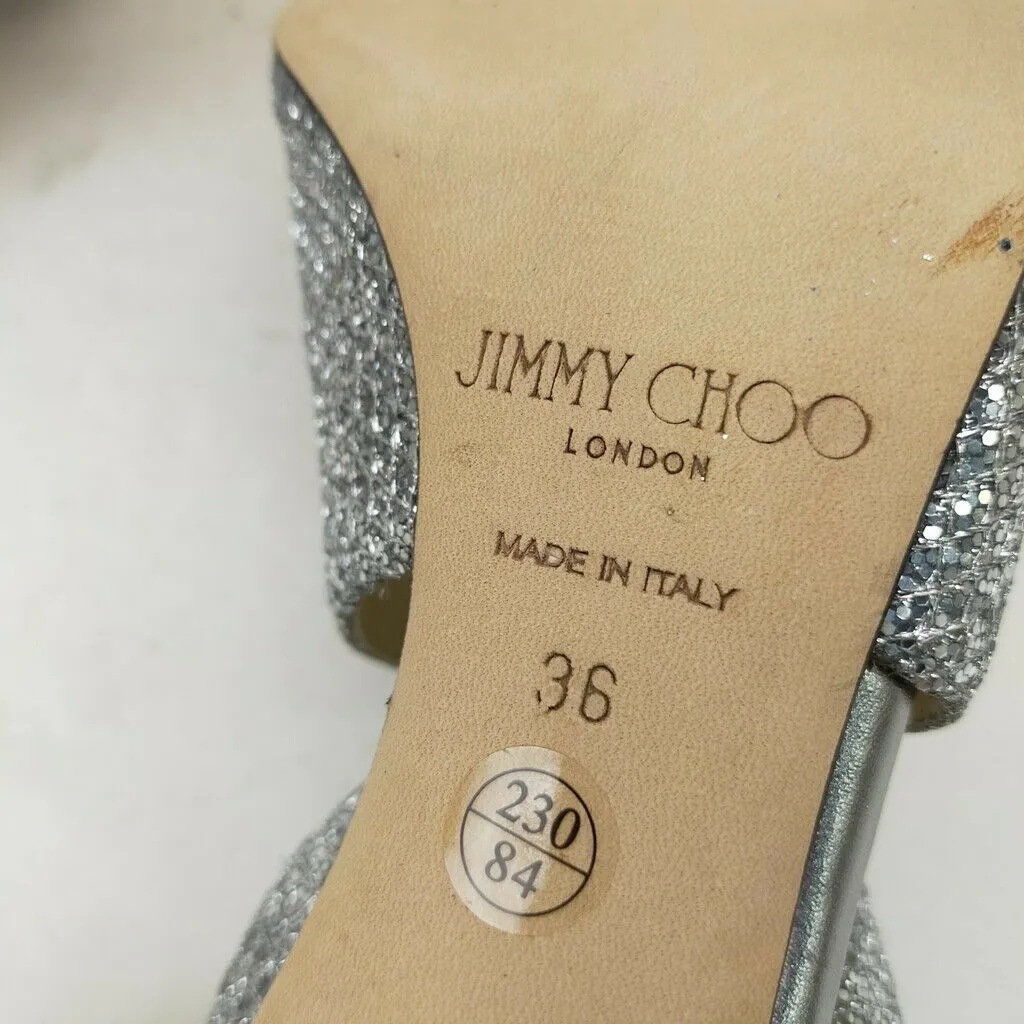 JIMMY CHOO
LONDON
MADE IN ITALY
36
230
84